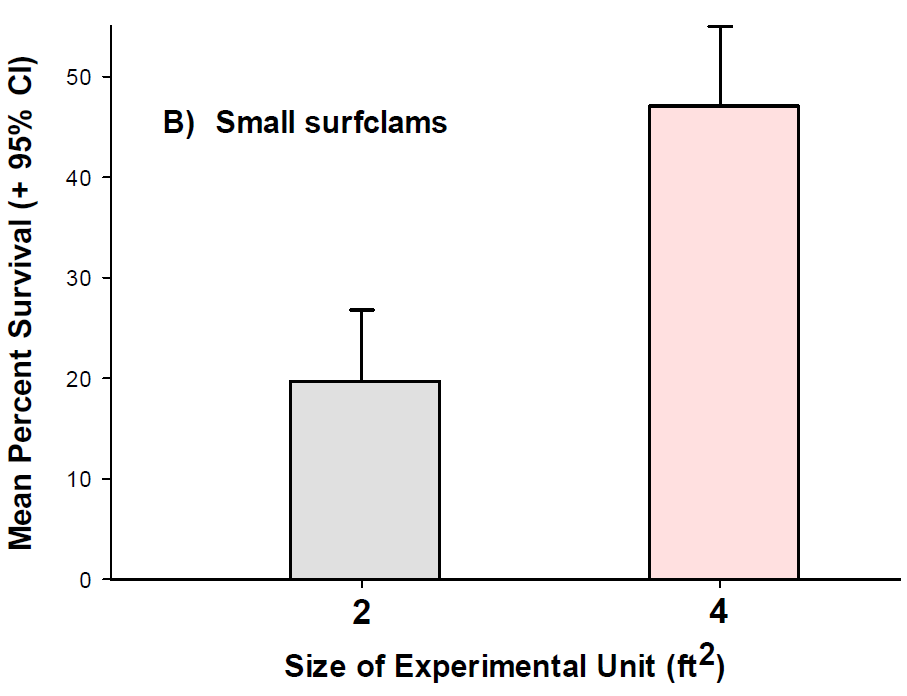 Mean Percent Survival (+ 95% CI)
50
40
30
20
10
0
B) Small surfclams
2
4
Size of Experimental Unit (ft²)